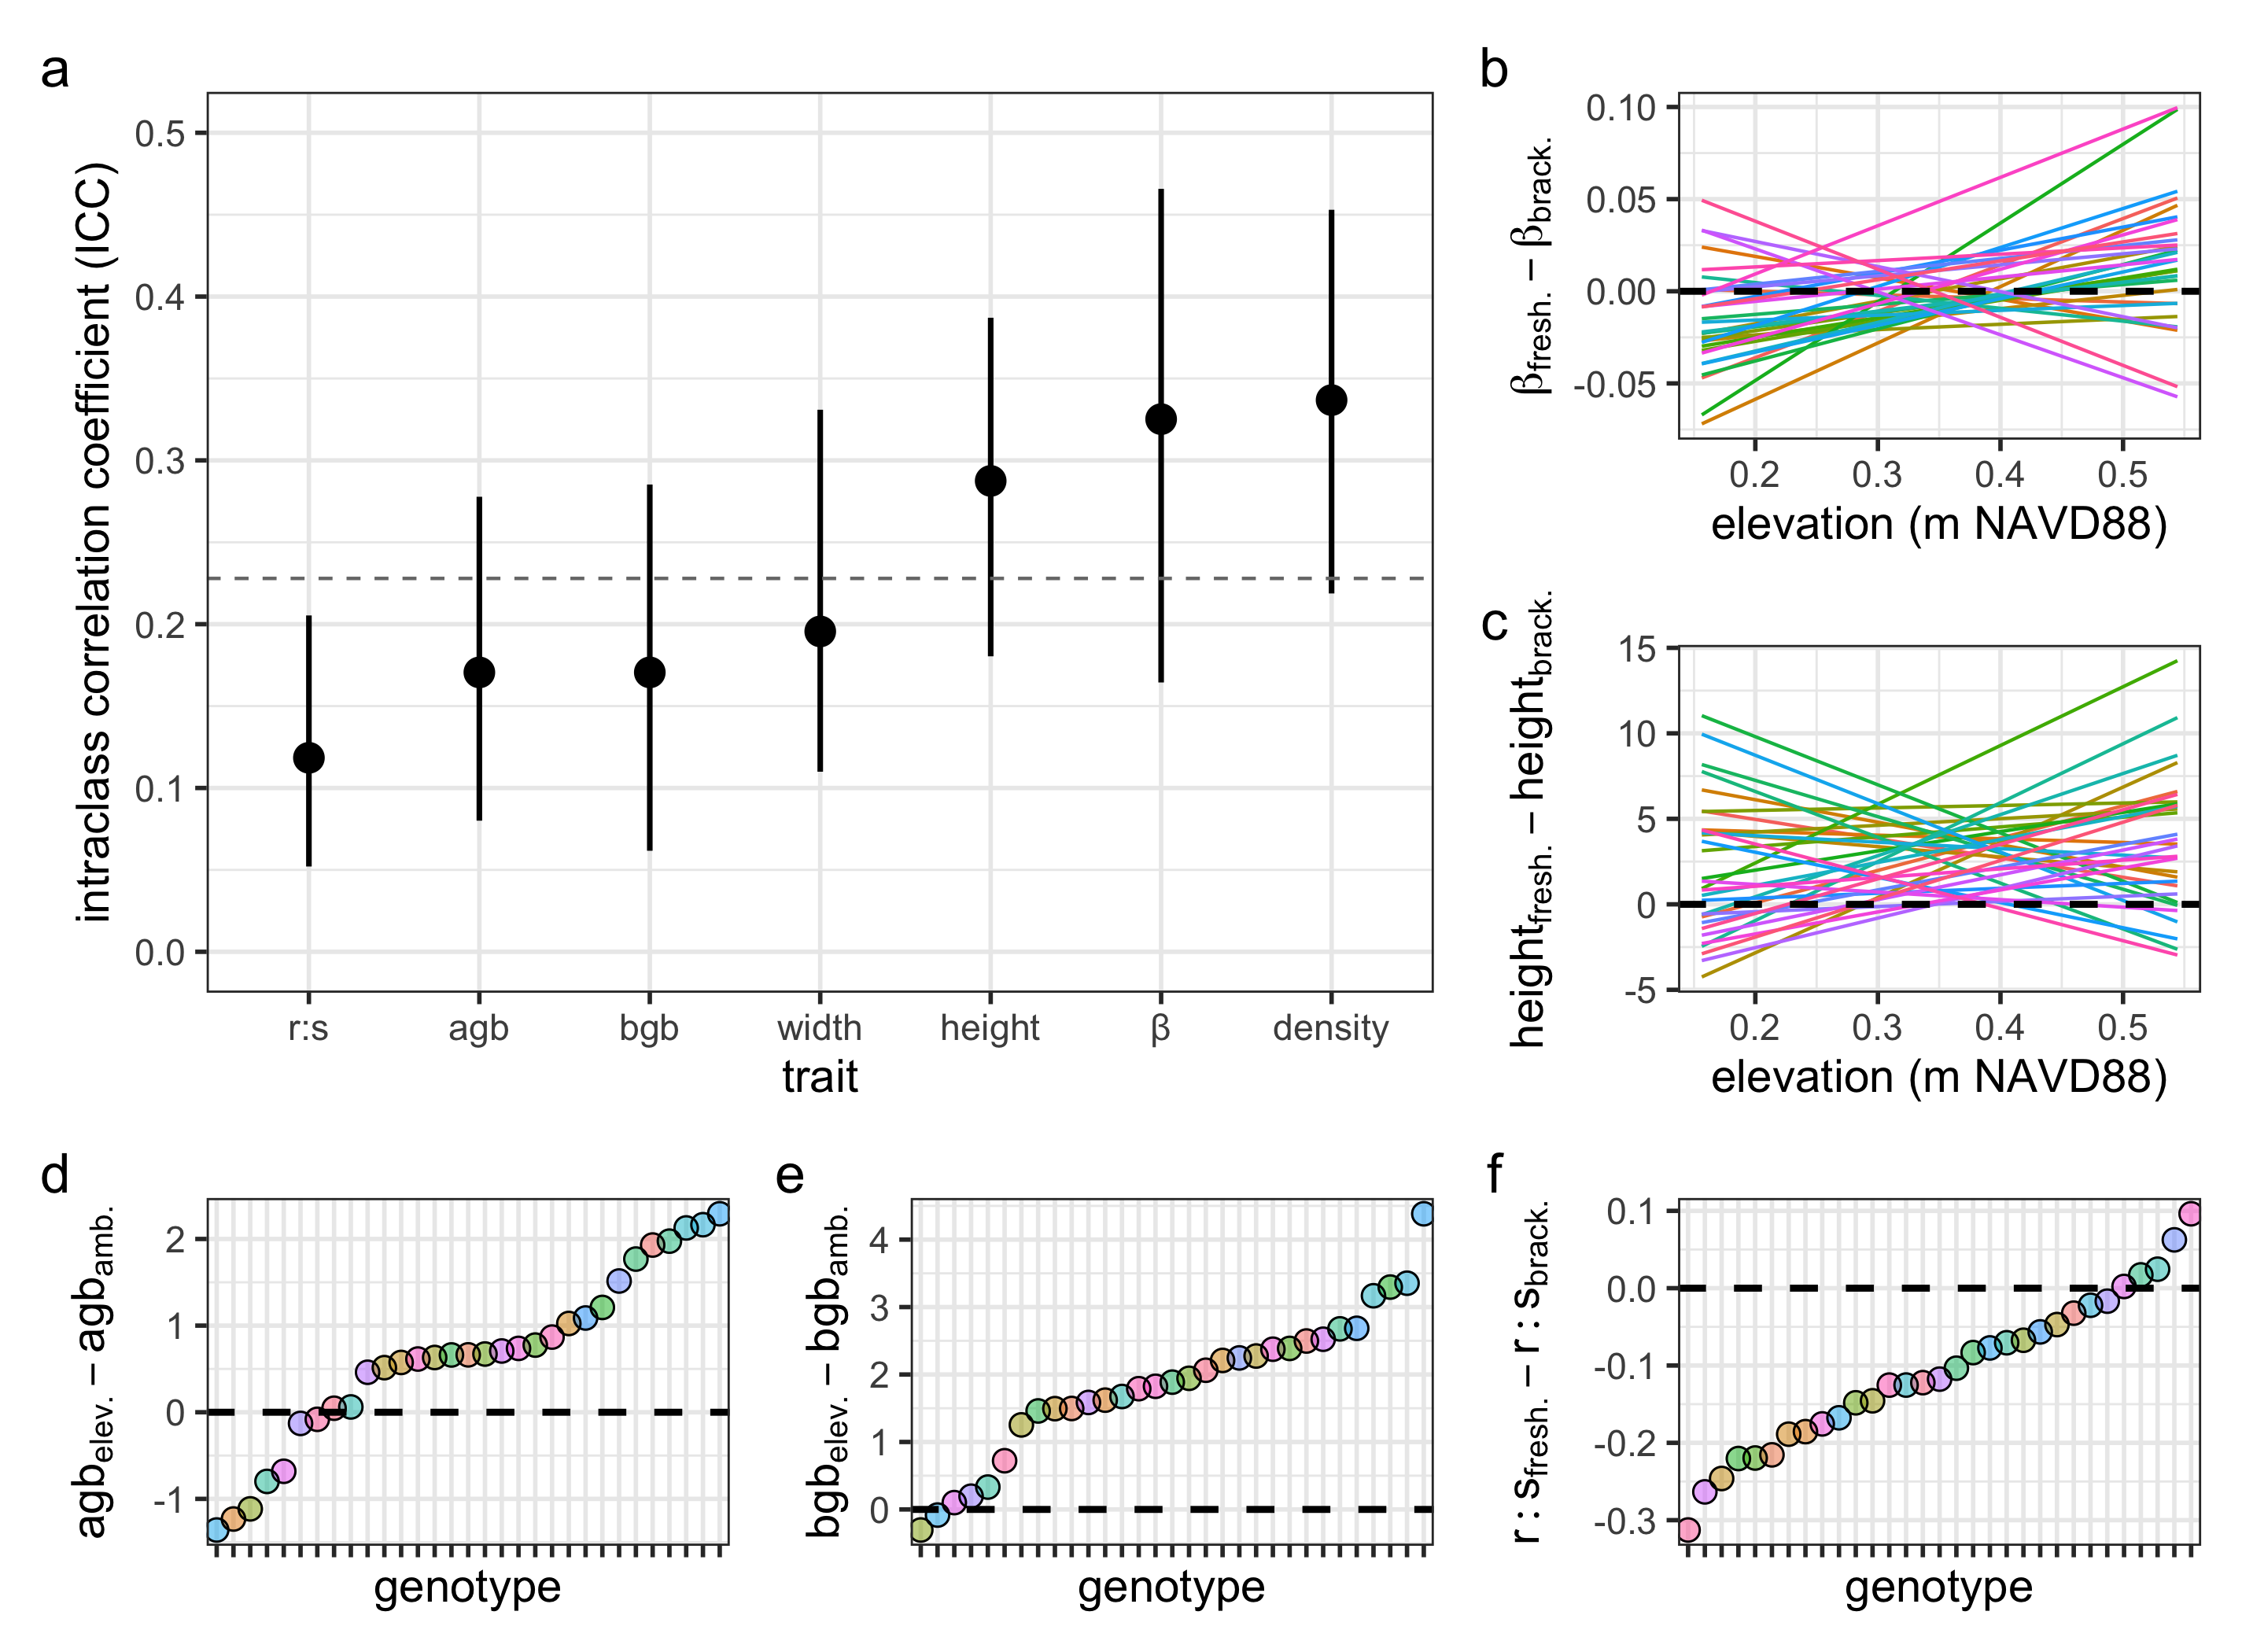 a
intraclass correlation coefficient (ICC)
0.5
0.4
0.3
0.2
0.1
0.0
r:s agb bgb width height β density
trait
b
βfresh. − βbrack.
0.10
0.05
0.00
-0.05
0.2 0.3 0.4 0.5
elevation (m NAVD88)
c
heightfresh. − heightbrack.
15
10
5
0
-5
0.2 0.3 0.4 0.5
elevation (m NAVD88)
d
agbelev. − agbamb.
2
1
0
-1
genotype
e
bgbelev. − bgbamb.
4
3
2
1
0
genotype
f
r : sfresh. − r : sbrack.
0.1
0.0
-0.1
-0.2
-0.3
genotype